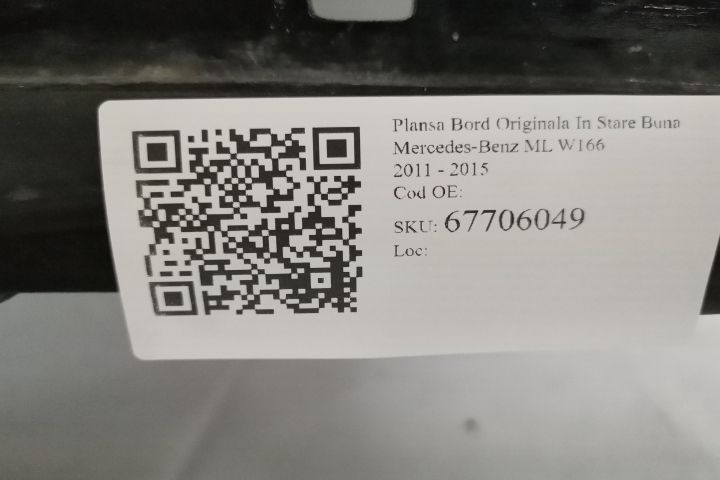 Plansa Bord Originala In Stare Buna
Mercedes-Benz ML W166
2011 - 2015
Cod OE:
SKU: 67706049
Loc: